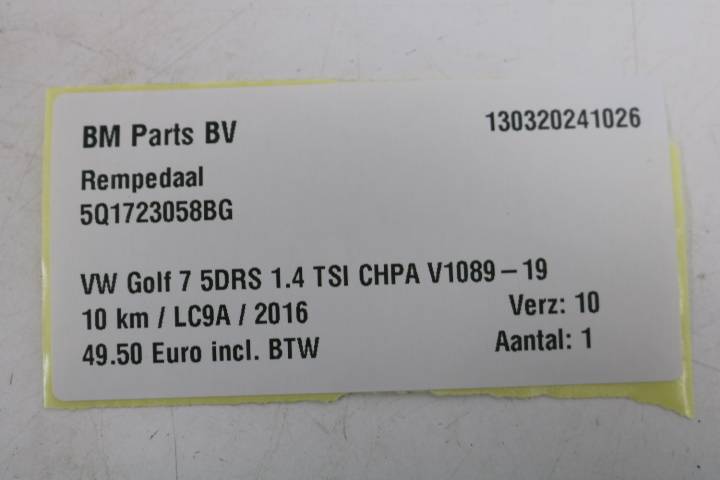 BM Parts BV
130320241026
Rempedaal
5Q1723058BG
VW Golf 7 5DRS 1.4 TSI CHPA V1089-19
10 km / LC9A / 2016
Verz: 10
49.50 Euro incl. BTW
Aantal: 1